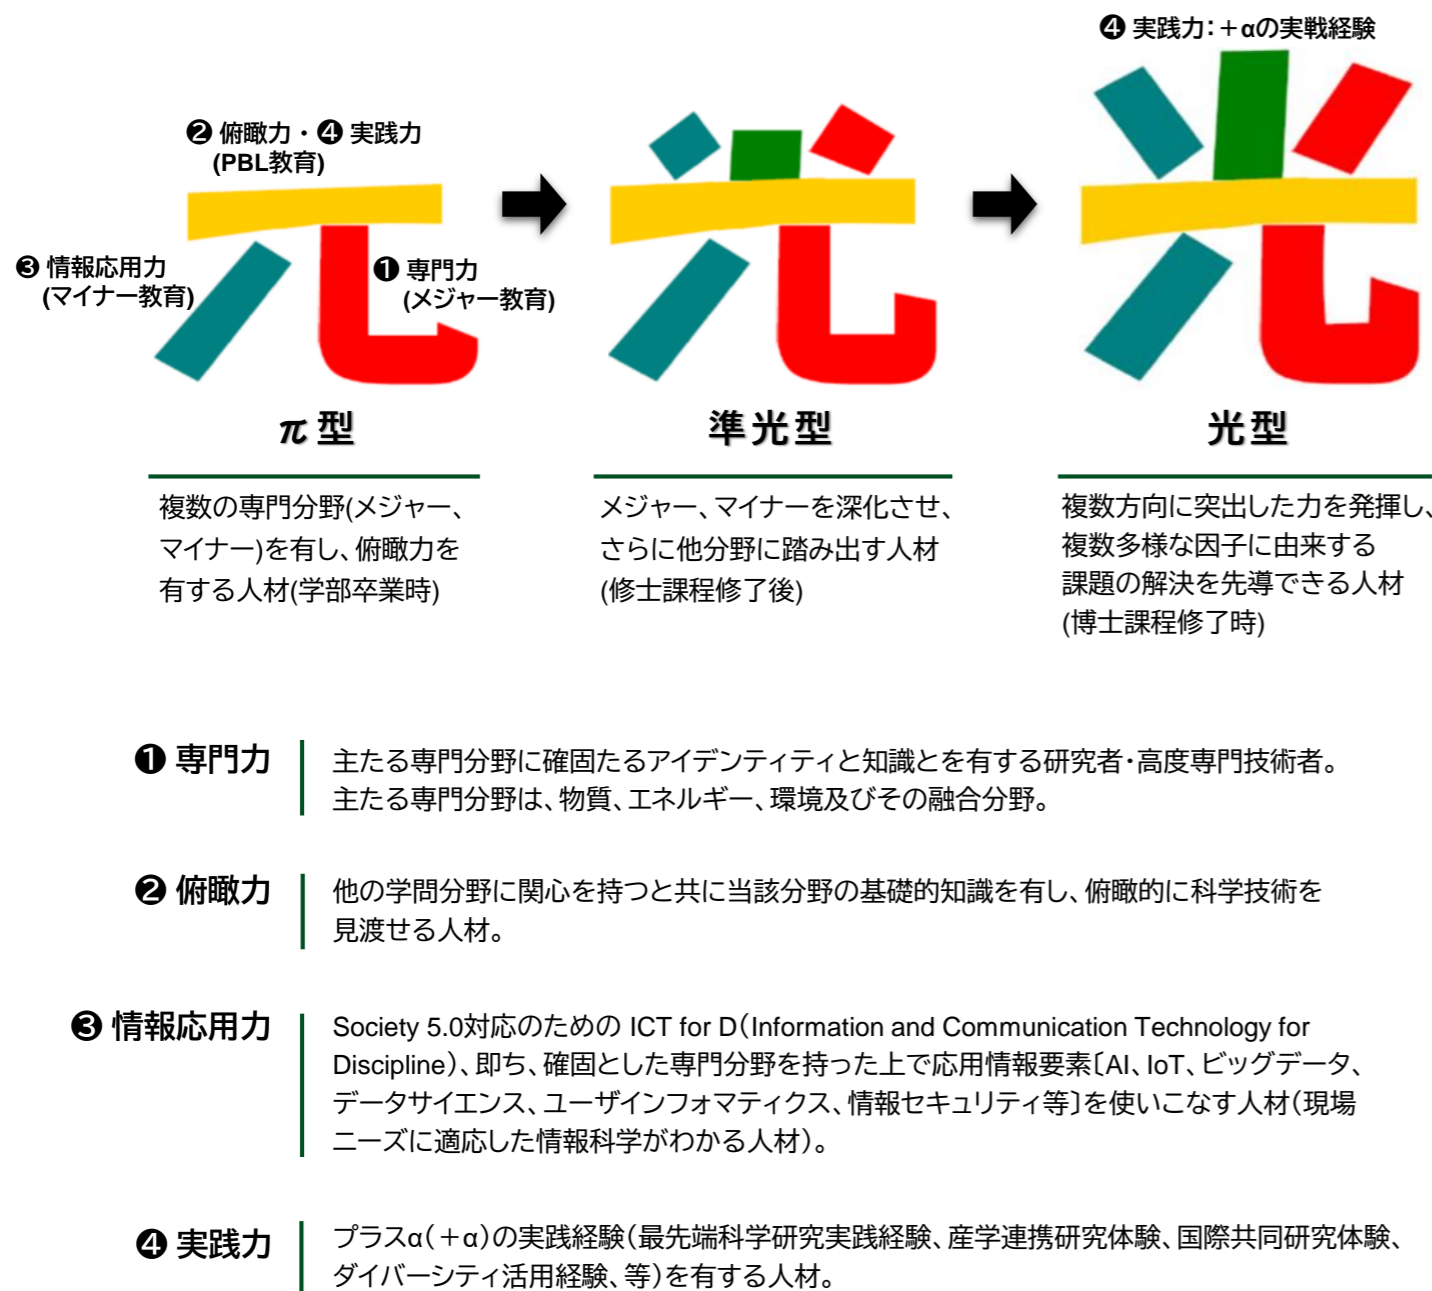 ❹ 実践力：＋αの実戦経験
❷ 俯瞰力・❹ 実践力
(PBL教育)
❸ 情報応用力
(マイナー教育)
❶ 専門力
(メジャー教育)
π型
複数の専門分野(メジャー、
マイナー)を有し、俯瞰力を
有する人材(学部卒業時)
準光型
メジャー、マイナーを深化させ、
さらに他分野に踏み出す人材
(修士課程修了後)
光型
複数方向に突出した力を発揮し、
複数多様な因子に由来する
課題の解決を先導できる人材
(博士課程修了時)
❶ 専門力
主たる専門分野に確固たるアイデンティティと知識とを有する研究者・高度専門技術者。
主たる専門分野は、物質、エネルギー、環境及びその融合分野。
❷ 俯瞰力
他の学問分野に関心を持つと共に当該分野の基礎的知識を有し、俯瞰的に科学技術を
見渡せる人材。
❸ 情報応用力
Society 5.0対応のための ICT for D（Information and Communication Technology for
Discipline）、即ち、確固とした専門分野を持った上で応用情報要素〔AI、IoT、ビッグデータ、
データサイエンス、ユーザインフォマティクス、情報セキュリティ等〕を使いこなす人材（現場
ニーズに適応した情報科学がわかる人材）。
❹ 実践力
プラスα（＋α）の実践経験（最先端科学研究実践経験、産学連携研究体験、国際共同研究体験、
ダイバーシティ活用経験、等）を有する人材。